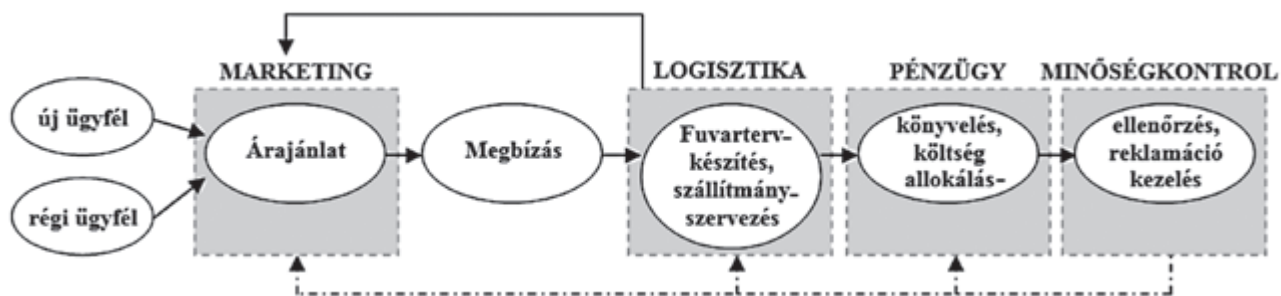 MARKETING
LOGISZTIKA
PÉNZÜGY
MINŐSÉGKONTROL
új ügyfél
régi ügyfél
Árajánlat
Megbízás
Fuvarterv-
készítés,
szállítmány-
szervezés
könyvelés,
költség
allokálás-
ellenőrzés,
reklamáció
kezelés